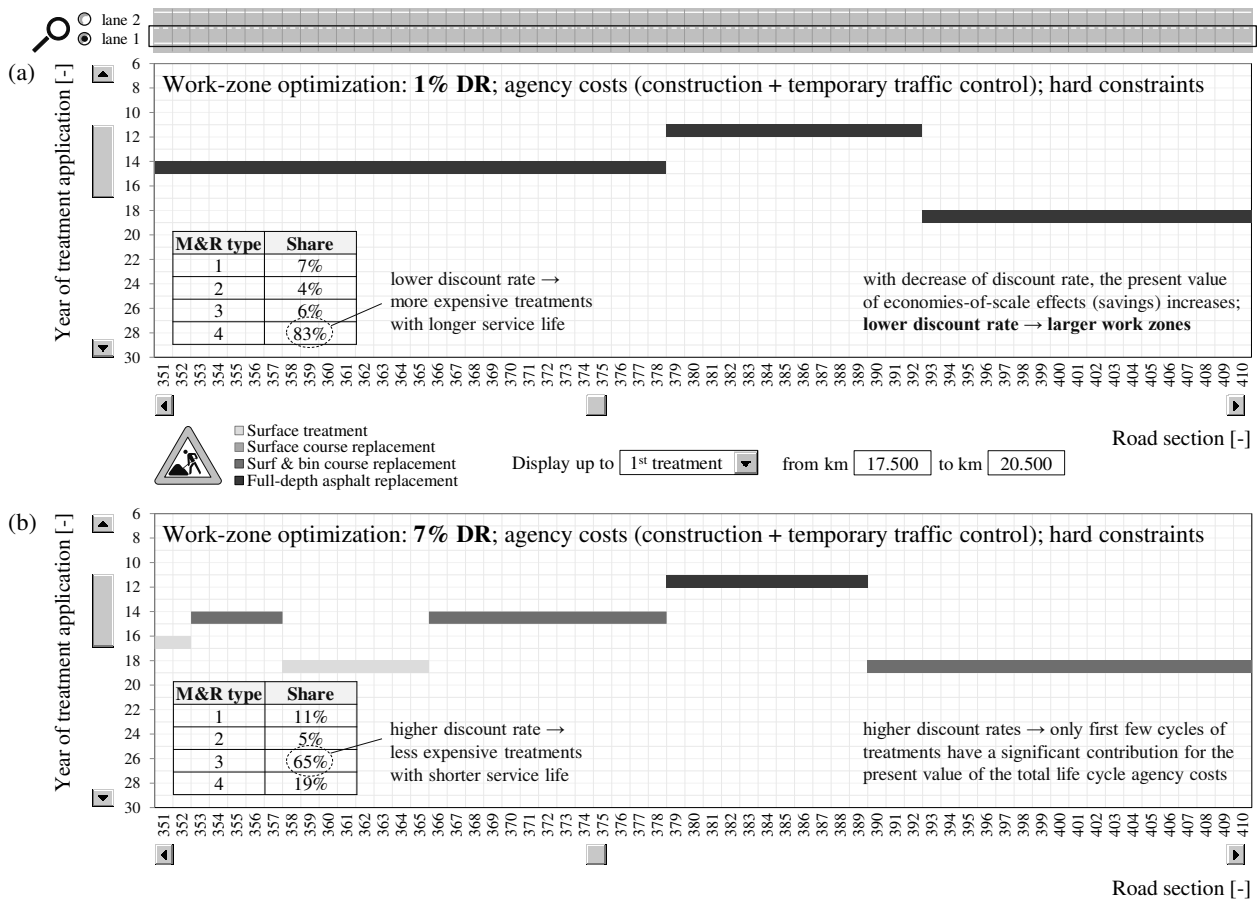 lane 2
lane 1
(a)
Year of treatment application [-]
6
8
10
12
14
16
18
20
22
24
26
28
30
Work-zone optimization: 1% DR; agency costs (construction + temporary traffic control); hard constraints
M&R type Share
1 7%
2 4%
3 6%
4 83%
lower discount rate →
more expensive treatments
with longer service life
with decrease of discount rate, the present value
of economies-of-scale effects (savings) increases;
lower discount rate → larger work zones
351 352 353 354 355 356 357 358 359 360 361 362 363 364 365 366 367 368 369 370 371 372 373 374 375 376 377 378 379 380 381 382 383 384 385 386 387 388 389 390 391 392 393 394 395 396 397 398 399 400 401 402 403 404 405 406 407 408 409 410
Road section [-]
Surface treatment
Surface course replacement
Surf & bin course replacement
Full-depth asphalt replacement
Display up to 1st treatment from km 17.500 to km 20.500
(b)
Year of treatment application [-]
6
8
10
12
14
16
18
20
22
24
26
28
30
Work-zone optimization: 7% DR; agency costs (construction + temporary traffic control); hard constraints
M&R type Share
1 11%
2 5%
3 65%
4 19%
higher discount rate →
less expensive treatments
with shorter service life
higher discount rates → only first few cycles of
treatments have a significant contribution for the
present value of the total life cycle agency costs
351 352 353 354 355 356 357 358 359 360 361 362 363 364 365 366 367 368 369 370 371 372 373 374 375 376 377 378 379 380 381 382 383 384 385 386 387 388 389 390 391 392 393 394 395 396 397 398 399 400 401 402 403 404 405 406 407 408 409 410
Road section [-]